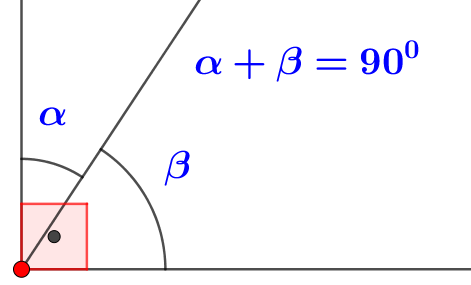 α + β = 90⁰
α
β